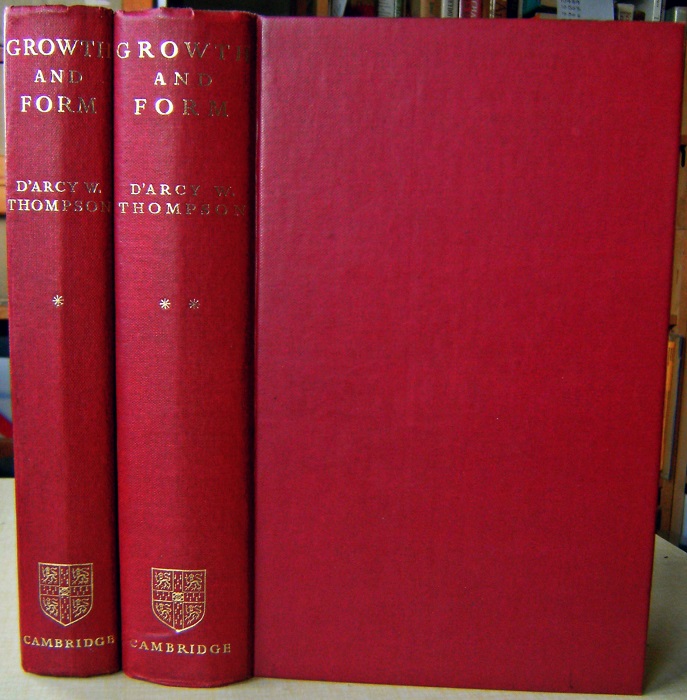 GROWTH
AND
FORM
D'ARCY W.
THOMPSON
*
CAMBRIDGE
GROWTH
AND
FORM
D'ARCY W.
THOMPSON
* *
CAMBRIDGE